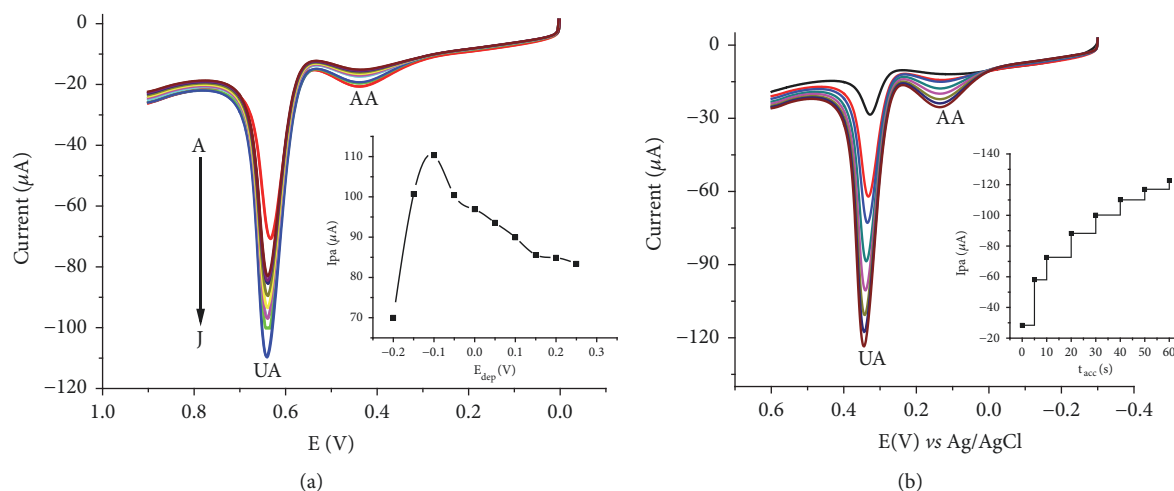 0
−20
−40
−60
−80
−100
−120
Current (μA)
1.0 0.8 0.6 0.4 0.2 0.0
E (V)
A
J
AA
UA
110
100
90
80
70
Ipa (μA)
−0.2 −0.1 0.0 0.1 0.2 0.3
E_dep (V)
(a)
0
−30
−60
−90
−120
Current (μA)
0.6 0.4 0.2 0.0 −0.2 −0.4
E(V) vs Ag/AgCl
AA
UA
−140
−120
−100
−80
−60
−40
−20
Ipa (μA)
0 10 20 30 40 50 60
t_acc (s)
(b)